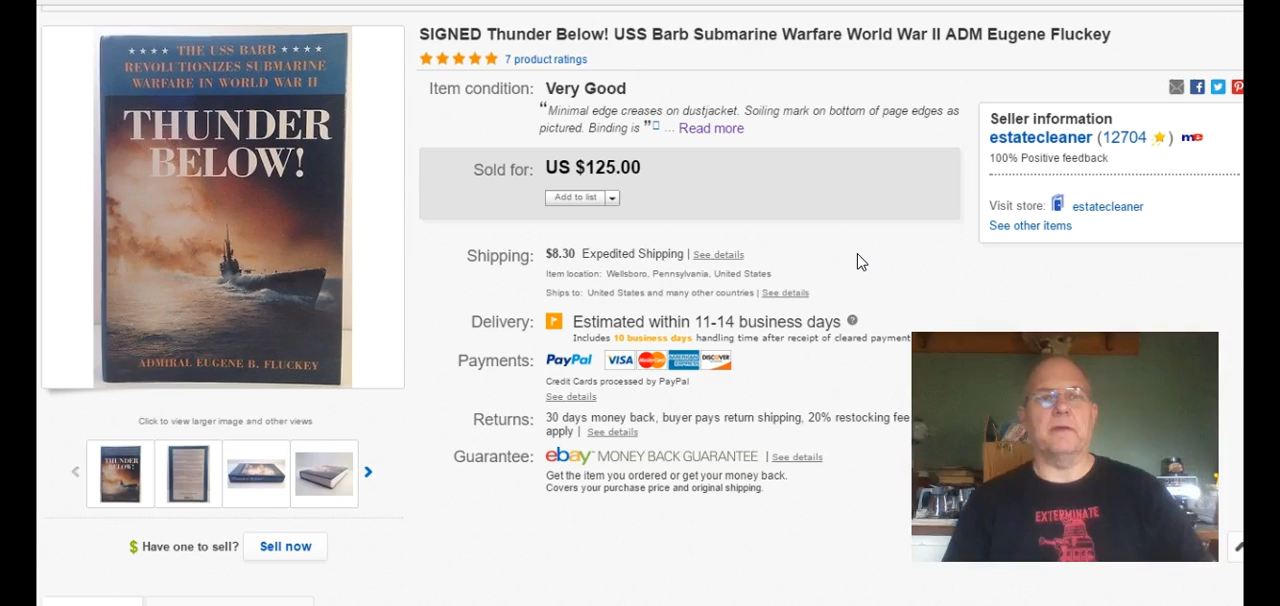 ★★★★ THE USS BARB ★★★★
REVOLUTIONIZES SUBMARINE
WARFARE IN WORLD WAR II
THUNDER
BELOW!
ADMIRAL EUGENE B. FLUCKEY
Click to view larger image and other views
THUNDER
BELOW!
$ Have one to sell? Sell now
SIGNED Thunder Below! USS Barb Submarine Warfare World War II ADM Eugene Fluckey
7 product ratings
Item condition: Very Good
“Minimal edge creases on dustjacket. Soiling mark on bottom of page edges as
pictured. Binding is ” ... Read more
Sold for: US $125.00
Add to list
Shipping: $8.30 Expedited Shipping | See details
Item location: Wellsboro, Pennsylvania, United States
Ships to: United States and many other countries | See details
Delivery: Estimated within 11-14 business days
Includes 10 business days handling time after receipt of cleared payment
Payments: PayPal VISA MasterCard AMERICAN EXPRESS DISCOVER
Credit Cards processed by PayPal
See details
Returns: 30 days money back, buyer pays return shipping, 20% restocking fee
apply | See details
Guarantee: ebay MONEY BACK GUARANTEE | See details
Get the item you ordered or get your money back.
Covers your purchase price and original shipping.
Seller information
estatecleaner (12704 ) me
100% Positive feedback
Visit store: estatecleaner
See other items
EXTERMINATE